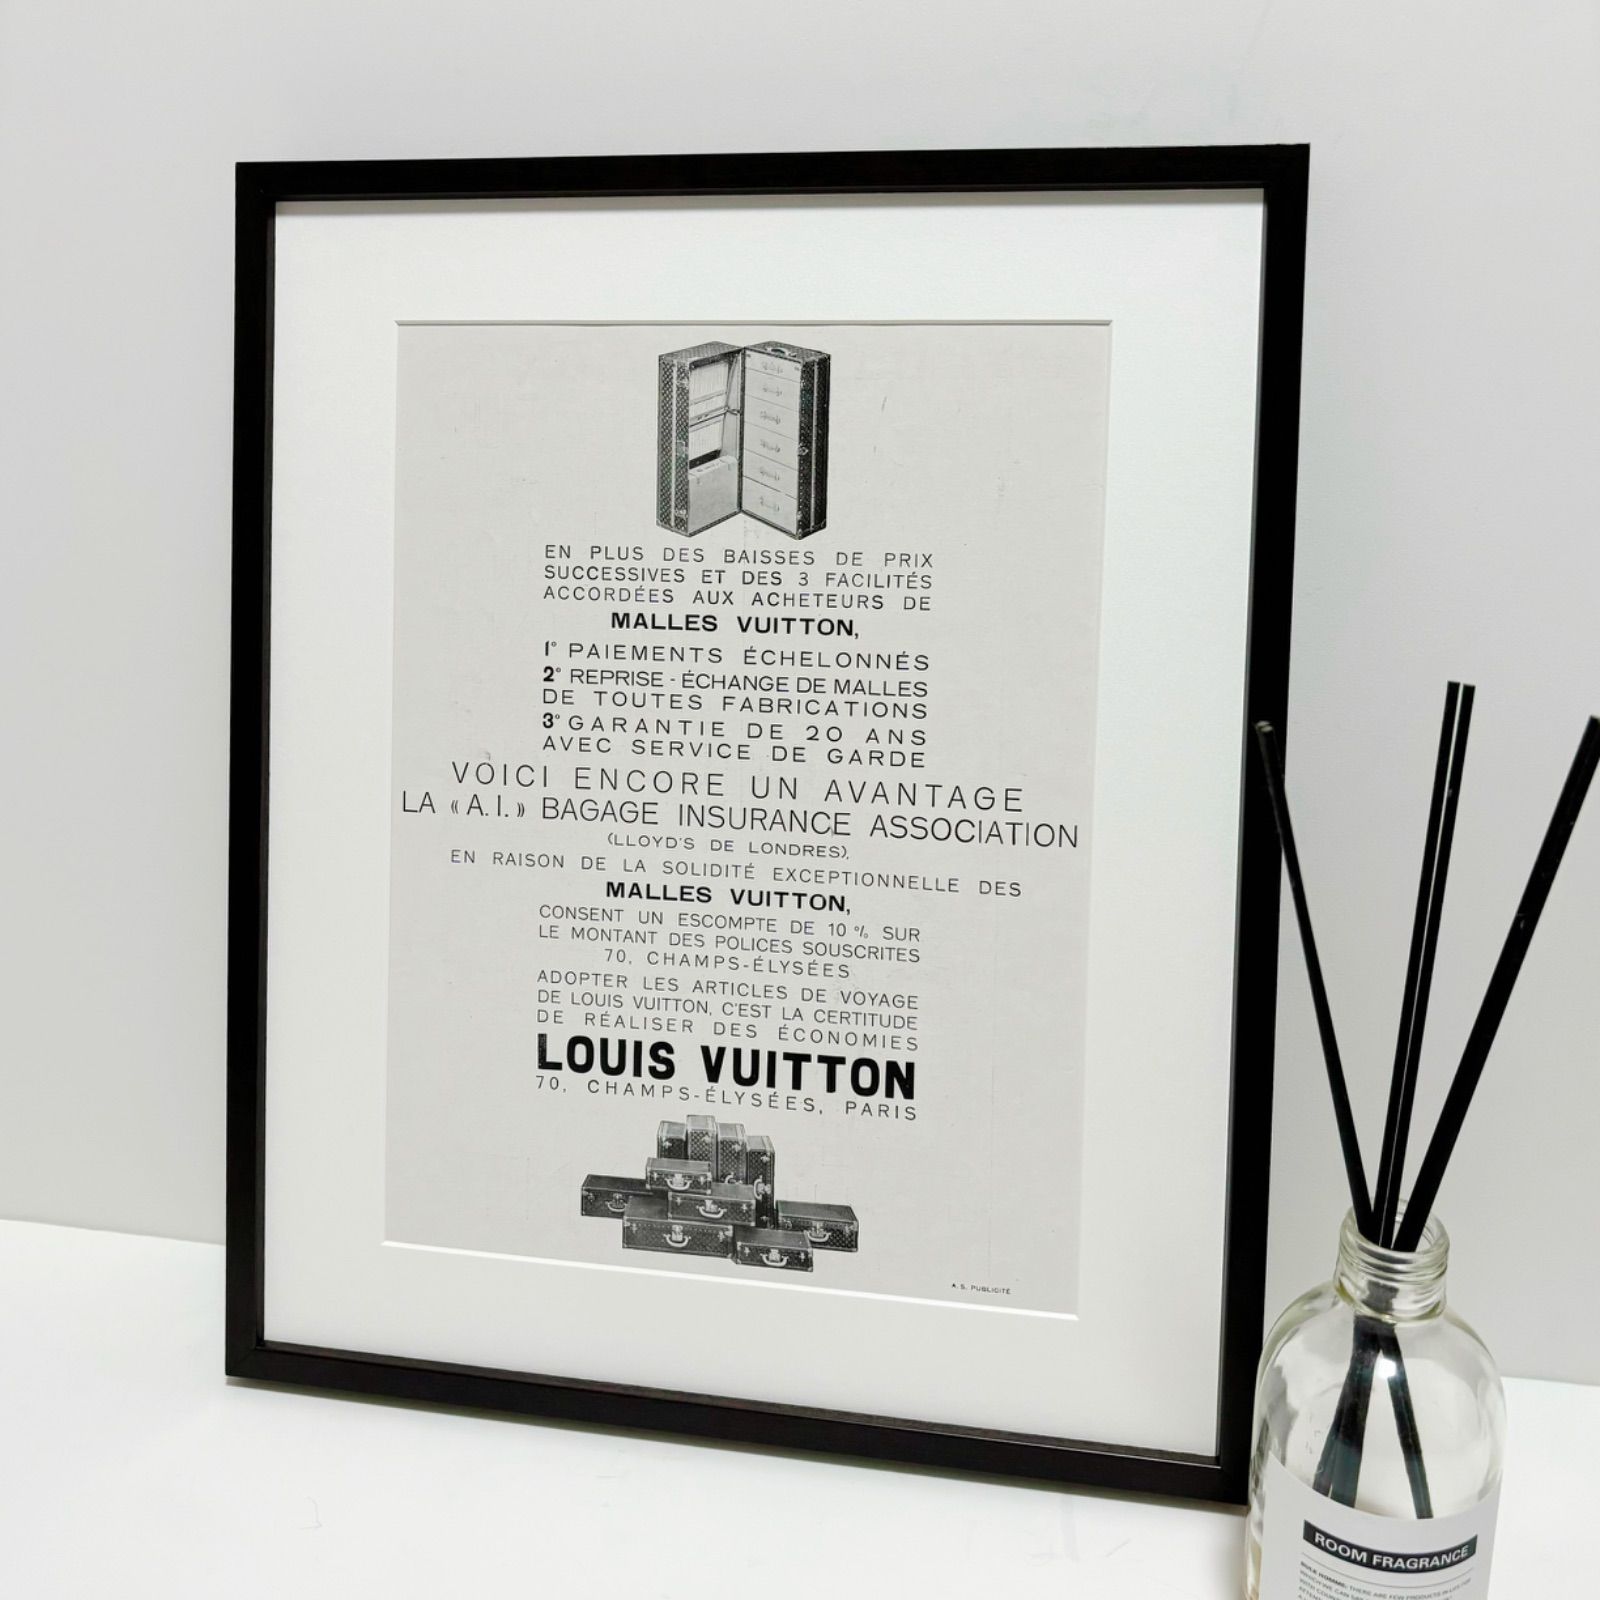 EN PLUS DES BAISSES DE PRIX
SUCCESSIVES ET DES 3 FACILITÉS
ACCORDÉES AUX ACHETEURS DE
MALLES VUITTON,
1° PAIEMENTS ÉCHELONNÉS
2° REPRISE - ÉCHANGE DE MALLES
DE TOUTES FABRICATIONS
3° GARANTIE DE 20 ANS
AVEC SERVICE DE GARDE
VOICI ENCORE UN AVANTAGE
LA « A.I. » BAGAGE INSURANCE ASSOCIATION
(LLOYD'S DE LONDRES),
EN RAISON DE LA SOLIDITÉ EXCEPTIONNELLE DES
MALLES VUITTON,
CONSENT UN ESCOMPTE DE 10 % SUR
LE MONTANT DES POLICES SOUSCRITES
70, CHAMPS-ÉLYSÉES
ADOPTER LES ARTICLES DE VOYAGE
DE LOUIS VUITTON, C'EST LA CERTITUDE
DE RÉALISER DES ÉCONOMIES
LOUIS VUITTON
70, CHAMPS-ÉLYSÉES, PARIS
A. S. PUBLICITÉ
ROOM FRAGRANCE